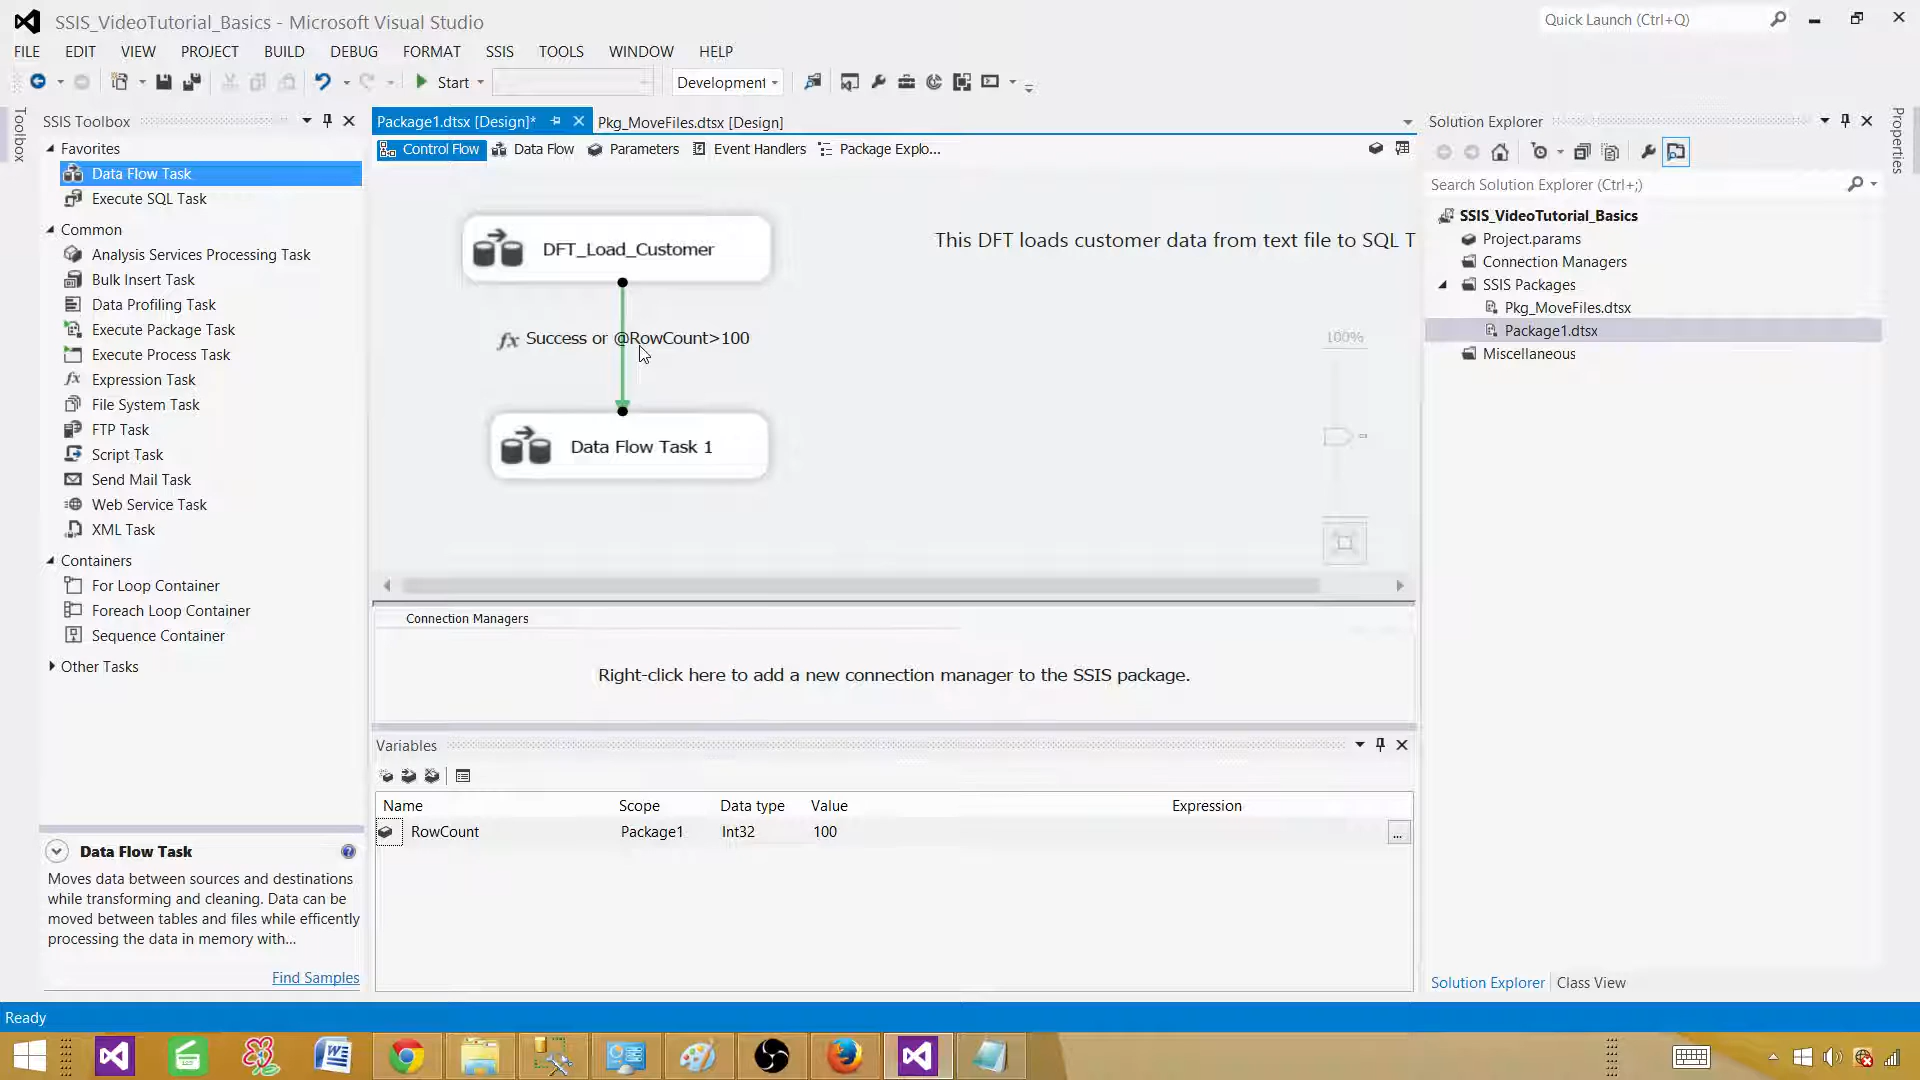 SSIS_VideoTutorial_Basics - Microsoft Visual Studio
Quick Launch (Ctrl+Q)
FILE EDIT VIEW PROJECT BUILD DEBUG FORMAT SSIS TOOLS WINDOW HELP
Start
Development
Toolbox
SSIS Toolbox
Favorites
Data Flow Task
Execute SQL Task
Common
Analysis Services Processing Task
Bulk Insert Task
Data Profiling Task
Execute Package Task
Execute Process Task
Expression Task
File System Task
FTP Task
Script Task
Send Mail Task
Web Service Task
XML Task
Containers
For Loop Container
Foreach Loop Container
Sequence Container
Other Tasks
Data Flow Task
Moves data between sources and destinations
while transforming and cleaning. Data can be
moved between tables and files while efficently
processing the data in memory with...
Find Samples
Package1.dtsx [Design]* Pkg_MoveFiles.dtsx [Design]
Control Flow Data Flow Parameters Event Handlers Package Explo...
DFT_Load_Customer
This DFT loads customer data from text file to SQL T
fx Success or @RowCount>100
100%
Data Flow Task 1
Connection Managers
Right-click here to add a new connection manager to the SSIS package.
Variables
Name Scope Data type Value Expression
RowCount Package1 Int32 100
...
Solution Explorer
Search Solution Explorer (Ctrl+;)
SSIS_VideoTutorial_Basics
Project.params
Connection Managers
SSIS Packages
Pkg_MoveFiles.dtsx
Package1.dtsx
Miscellaneous
Solution Explorer Class View
Properties
Ready